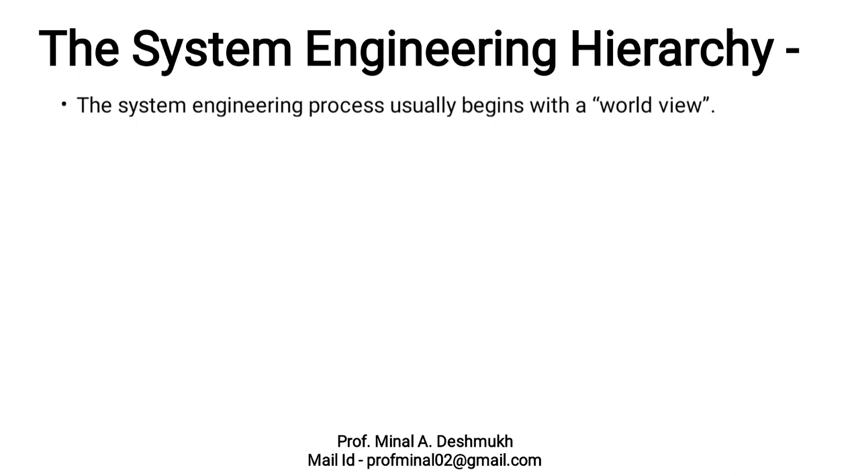 The System Engineering Hierarchy -
• The system engineering process usually begins with a “world view”.
Prof. Minal A. Deshmukh
Mail Id - profminal02@gmail.com